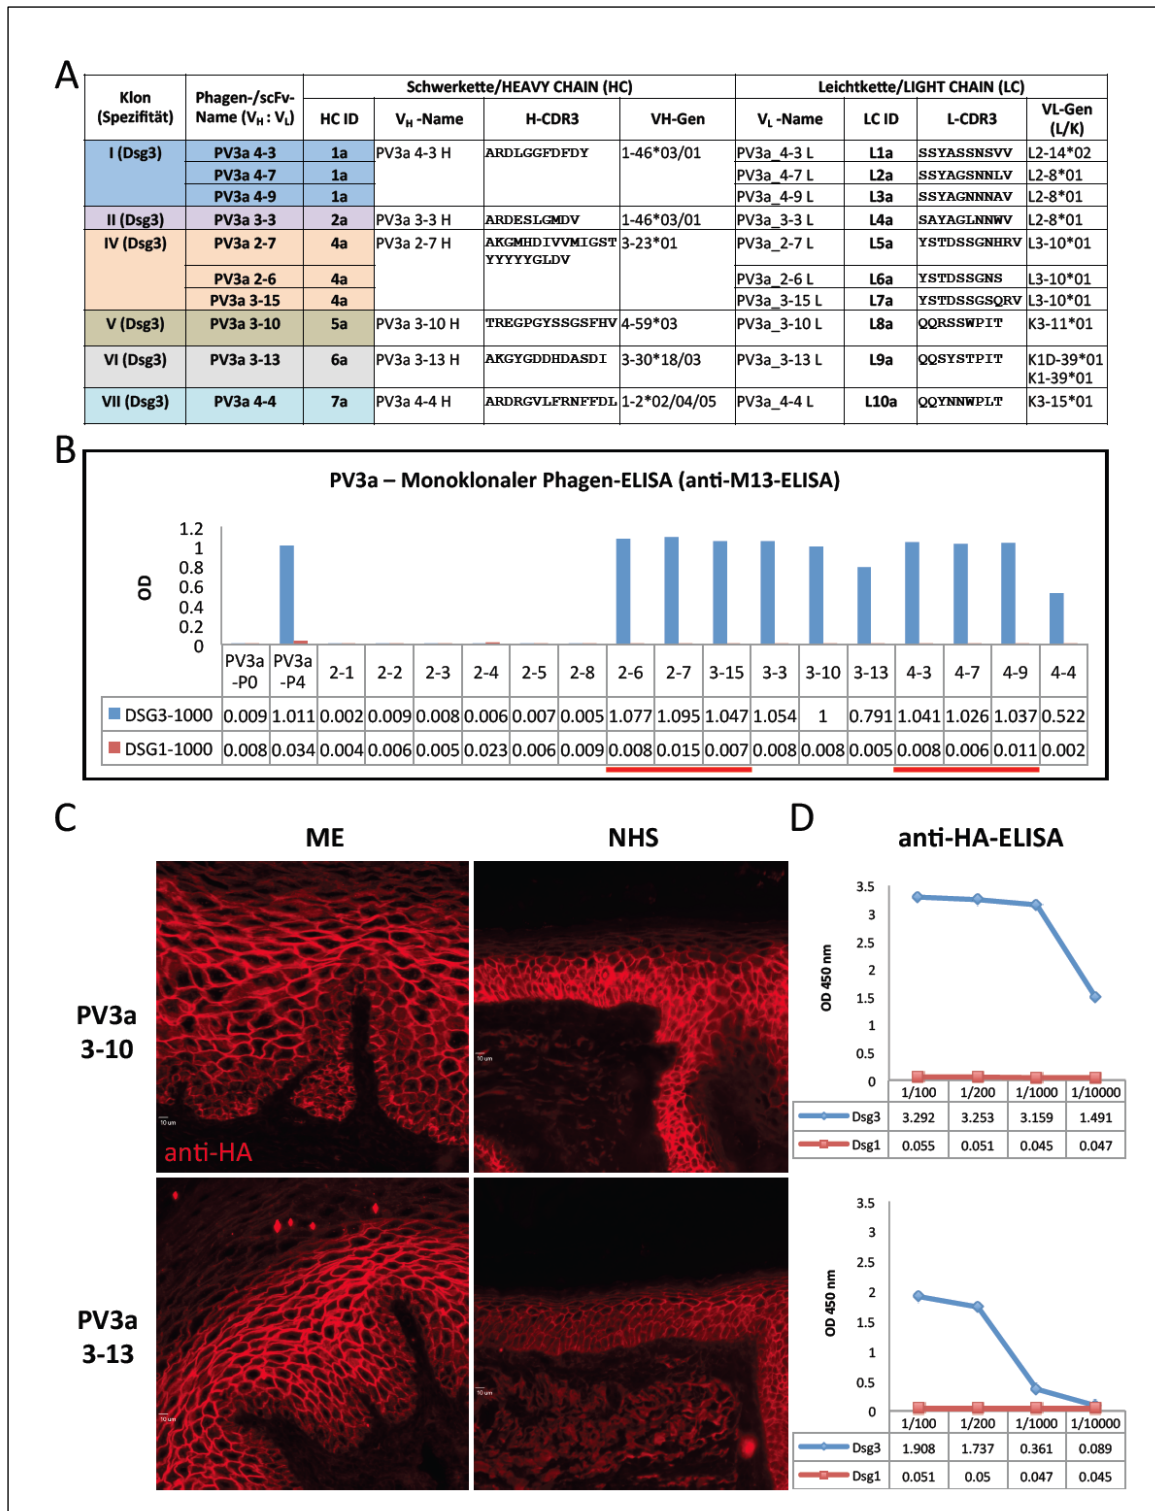 A
Klon (Spezifität) Phagen-/scFv-Name (VH : VL) Schwerkette/HEAVY CHAIN (HC) Leichtkette/LIGHT CHAIN (LC)
HC ID VH -Name H-CDR3 VH-Gen VL -Name LC ID L-CDR3 VL-Gen (L/K)
I (Dsg3) PV3a 4-3 1a PV3a 4-3 H ARDLGGFDFDY 1-46*03/01 PV3a_4-3 L L1a SSYASSNSVV L2-14*02
PV3a 4-7 1a PV3a_4-7 L L2a SSYAGSNNLV L2-8*01
PV3a 4-9 1a PV3a_4-9 L L3a SSYAGNNNAV L2-8*01
II (Dsg3) PV3a 3-3 2a PV3a 3-3 H ARDESLGMDV 1-46*03/01 PV3a_3-3 L L4a SAYAGLNNWV L2-8*01
IV (Dsg3) PV3a 2-7 4a PV3a 2-7 H AKGMHDIVVMIGST 3-23*01 PV3a_2-7 L L5a YSTDSSGNHRV L3-10*01
YYYYYGLDV
PV3a 2-6 4a PV3a_2-6 L L6a YSTDSSGNS L3-10*01
PV3a 3-15 4a PV3a_3-15 L L7a YSTDSSGSQRV L3-10*01
V (Dsg3) PV3a 3-10 5a PV3a 3-10 H TREGPGYSSGSFHV 4-59*03 PV3a_3-10 L L8a QQRSSWPIT K3-11*01
VI (Dsg3) PV3a 3-13 6a PV3a 3-13 H AKGYGDDHDASDI 3-30*18/03 PV3a_3-13 L L9a QQSYSTPIT K1D-39*01
K1-39*01
VII (Dsg3) PV3a 4-4 7a PV3a 4-4 H ARDRGVLFRNFFDL 1-2*02/04/05 PV3a_4-4 L L10a QQYNNWPLT K3-15*01
B
PV3a – Monoklonaler Phagen-ELISA (anti-M13-ELISA)
OD
1.2
1
0.8
0.6
0.4
0.2
0
PV3a-P0 PV3a-P4 2-1 2-2 2-3 2-4 2-5 2-8 2-6 2-7 3-15 3-3 3-10 3-13 4-3 4-7 4-9 4-4
DSG3-1000 0.009 1.011 0.002 0.009 0.008 0.006 0.007 0.005 1.077 1.095 1.047 1.054 1 0.791 1.041 1.026 1.037 0.522
DSG1-1000 0.008 0.034 0.004 0.006 0.005 0.023 0.006 0.009 0.008 0.015 0.007 0.008 0.008 0.005 0.008 0.006 0.011 0.002
C
ME NHS
PV3a
3-10
10 um
anti-HA
10 um
PV3a
3-13
10 um
10 um
D
anti-HA-ELISA
OD 450 nm
3.5
3
2.5
2
1.5
1
0.5
0
1/100 1/200 1/1000 1/10000
Dsg3 3.292 3.253 3.159 1.491
Dsg1 0.055 0.051 0.045 0.047
OD 450 nm
3.5
3
2.5
2
1.5
1
0.5
0
1/100 1/200 1/1000 1/10000
Dsg3 1.908 1.737 0.361 0.089
Dsg1 0.051 0.05 0.047 0.045